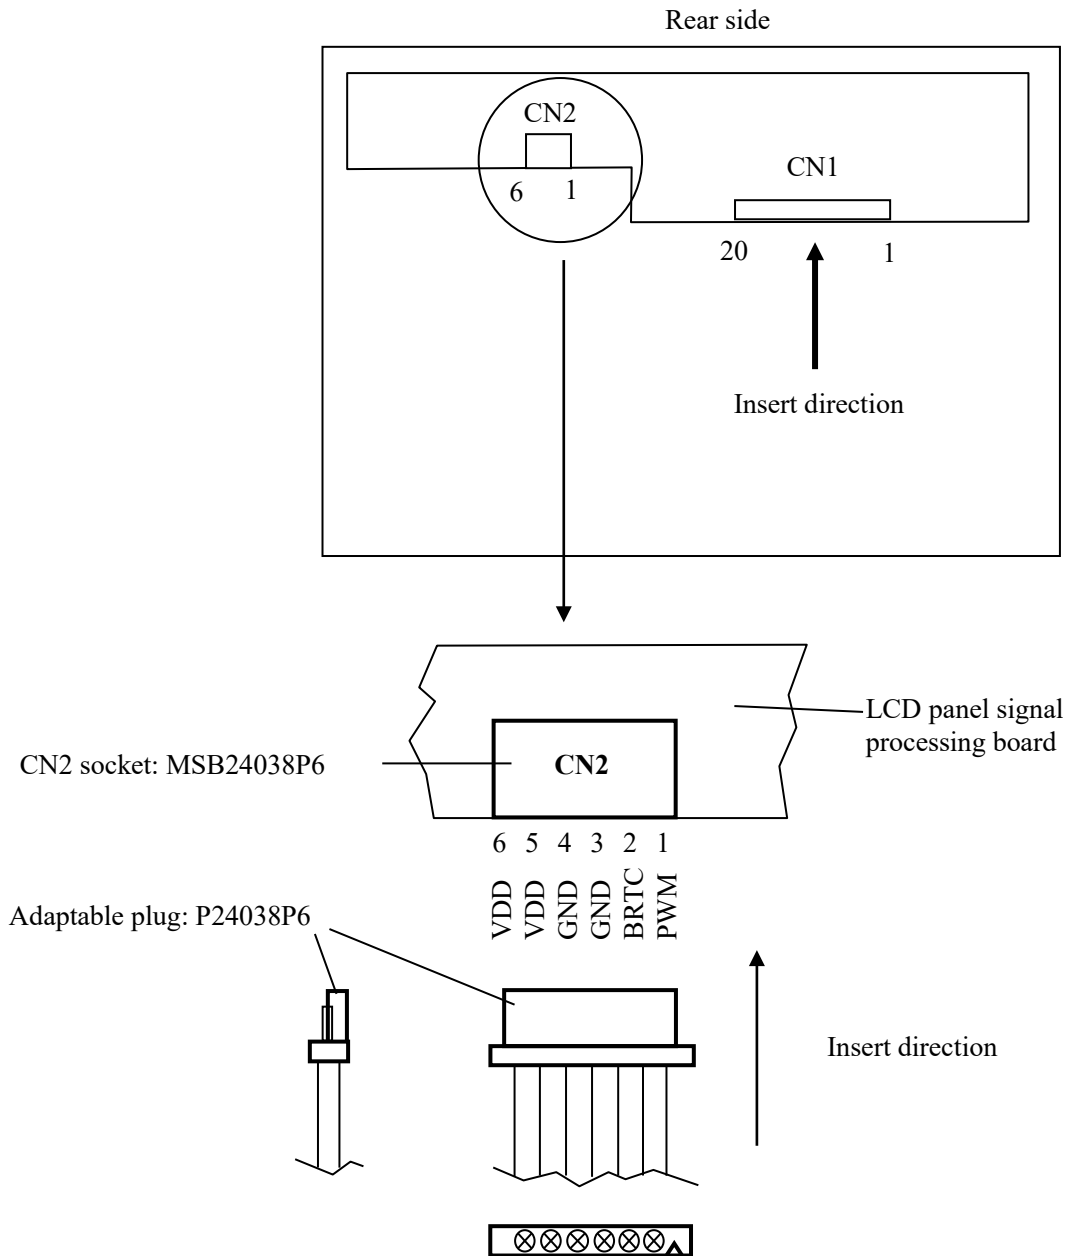 Rear side
CN2
CN1
6 1
20 1
Insert direction
LCD panel signal
processing board
CN2 socket: MSB24038P6
CN2
6 5 4 3 2 1
VDD VDD GND GND BRTC PWM
Adaptable plug: P24038P6
Insert direction